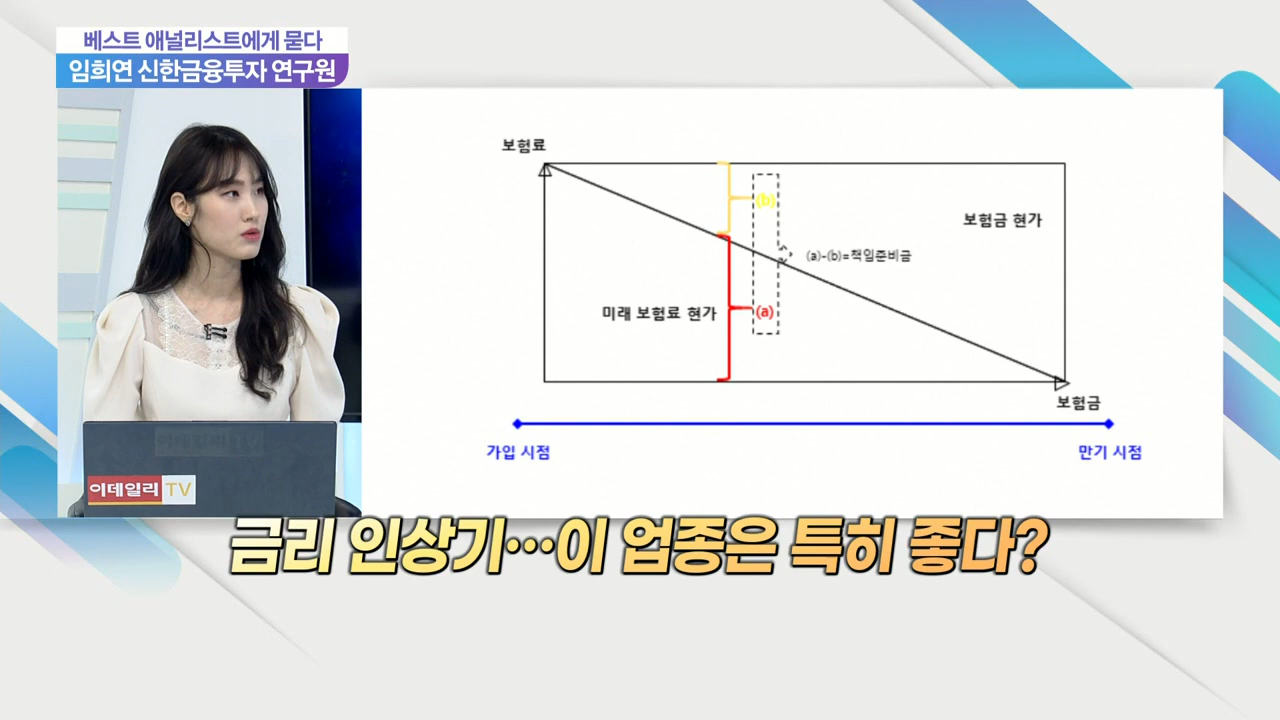 베스트 애널리스트에게 묻다
임희연 신한금융투자 연구원
보험료
(b)
보험금 현가
(a)-(b)=책임준비금
미래 보험료 현가
(a)
보험금
가입 시점
만기 시점
이데일리 TV
금리 인상기…이 업종은 특히 좋다?